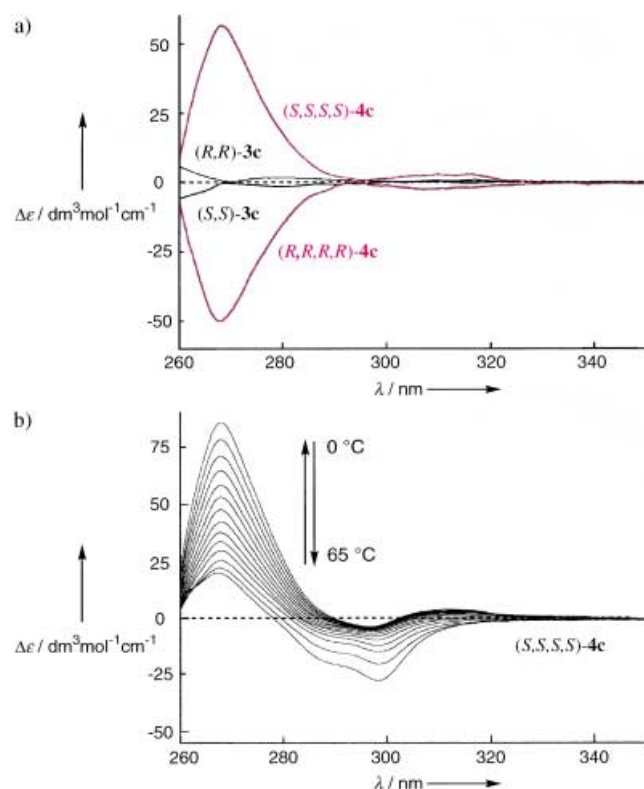 a)
50
(S,S,S,S)-4c
25
(R,R)-3c
0
Δε / dm³mol⁻¹cm⁻¹
(S,S)-3c
-25
(R,R,R,R)-4c
-50
260 280 300 320 340
λ / nm
b)
75
0 °C
50
25
65 °C
0
Δε / dm³mol⁻¹cm⁻¹
(S,S,S,S)-4c
-25
-50
260 280 300 320 340
λ / nm